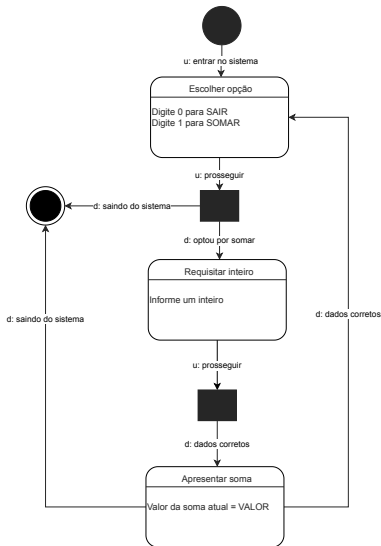 u: entrar no sistema
Escolher opção
Digite 0 para SAIR
Digite 1 para SOMAR
u: prosseguir
d: saindo do sistema
d: optou por somar
Requisitar inteiro
Informe um inteiro
d: dados corretos
d: saindo do sistema
u: prosseguir
d: dados corretos
Apresentar soma
Valor da soma atual = VALOR